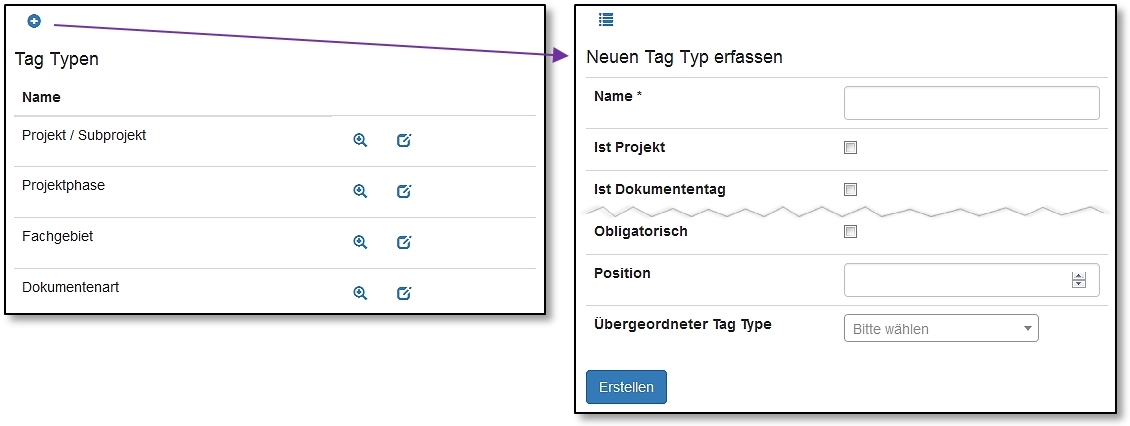 Tag Typen
Name
Projekt / Subprojekt
Projektphase
Fachgebiet
Dokumentenart
Neuen Tag Typ erfassen
Name *
Ist Projekt
Ist Dokumententag
Obligatorisch
Position
Übergeordneter Tag Type
Bitte wählen
Erstellen